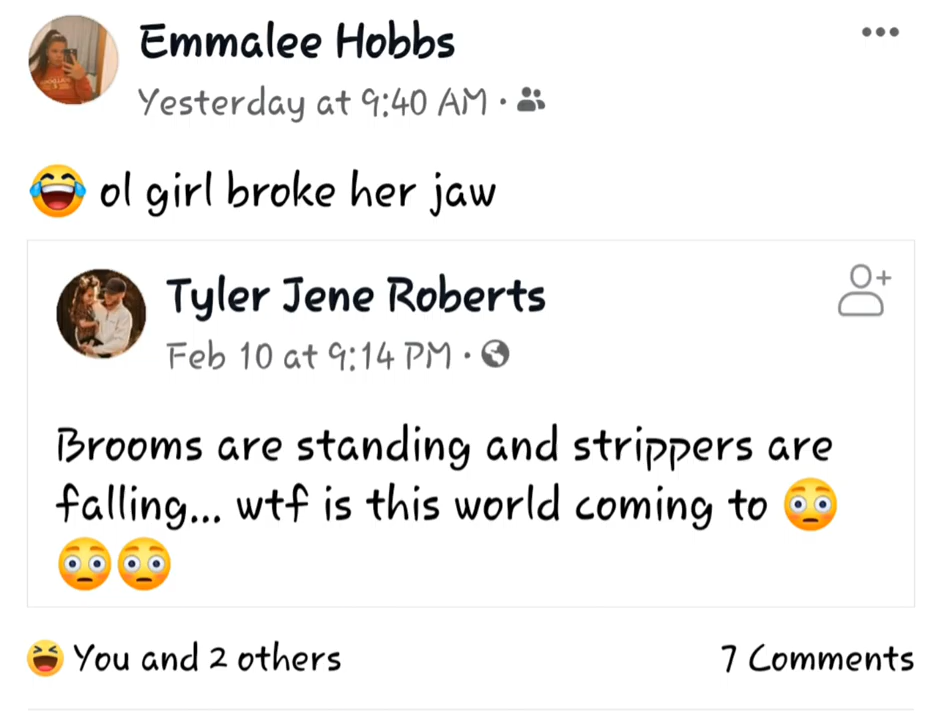 Emmalee Hobbs
Yesterday at 9:40 AM ·
😂 ol girl broke her jaw
Tyler Jene Roberts
Feb 10 at 9:14 PM ·
Brooms are standing and strippers are
falling... wtf is this world coming to 😳
😳😳
😆 You and 2 others 7 Comments